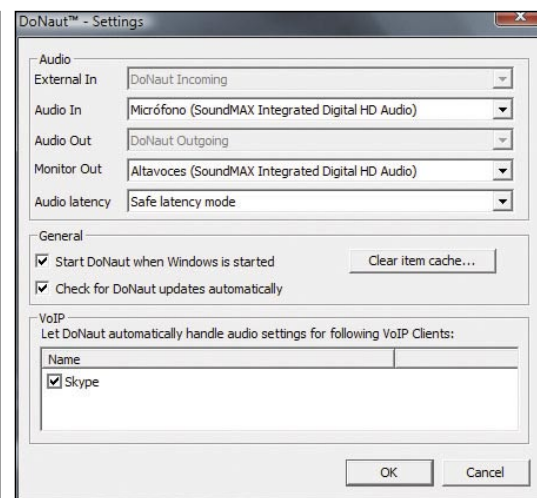 DoNaut™ - Settings
Audio
External In DoNaut Incoming
Audio In Micrófono (SoundMAX Integrated Digital HD Audio)
Audio Out DoNaut Outgoing
Monitor Out Altavoces (SoundMAX Integrated Digital HD Audio)
Audio latency Safe latency mode
General
Start DoNaut when Windows is started Clear item cache...
Check for DoNaut updates automatically
VoIP
Let DoNaut automatically handle audio settings for following VoIP Clients:
Name
Skype
OK Cancel